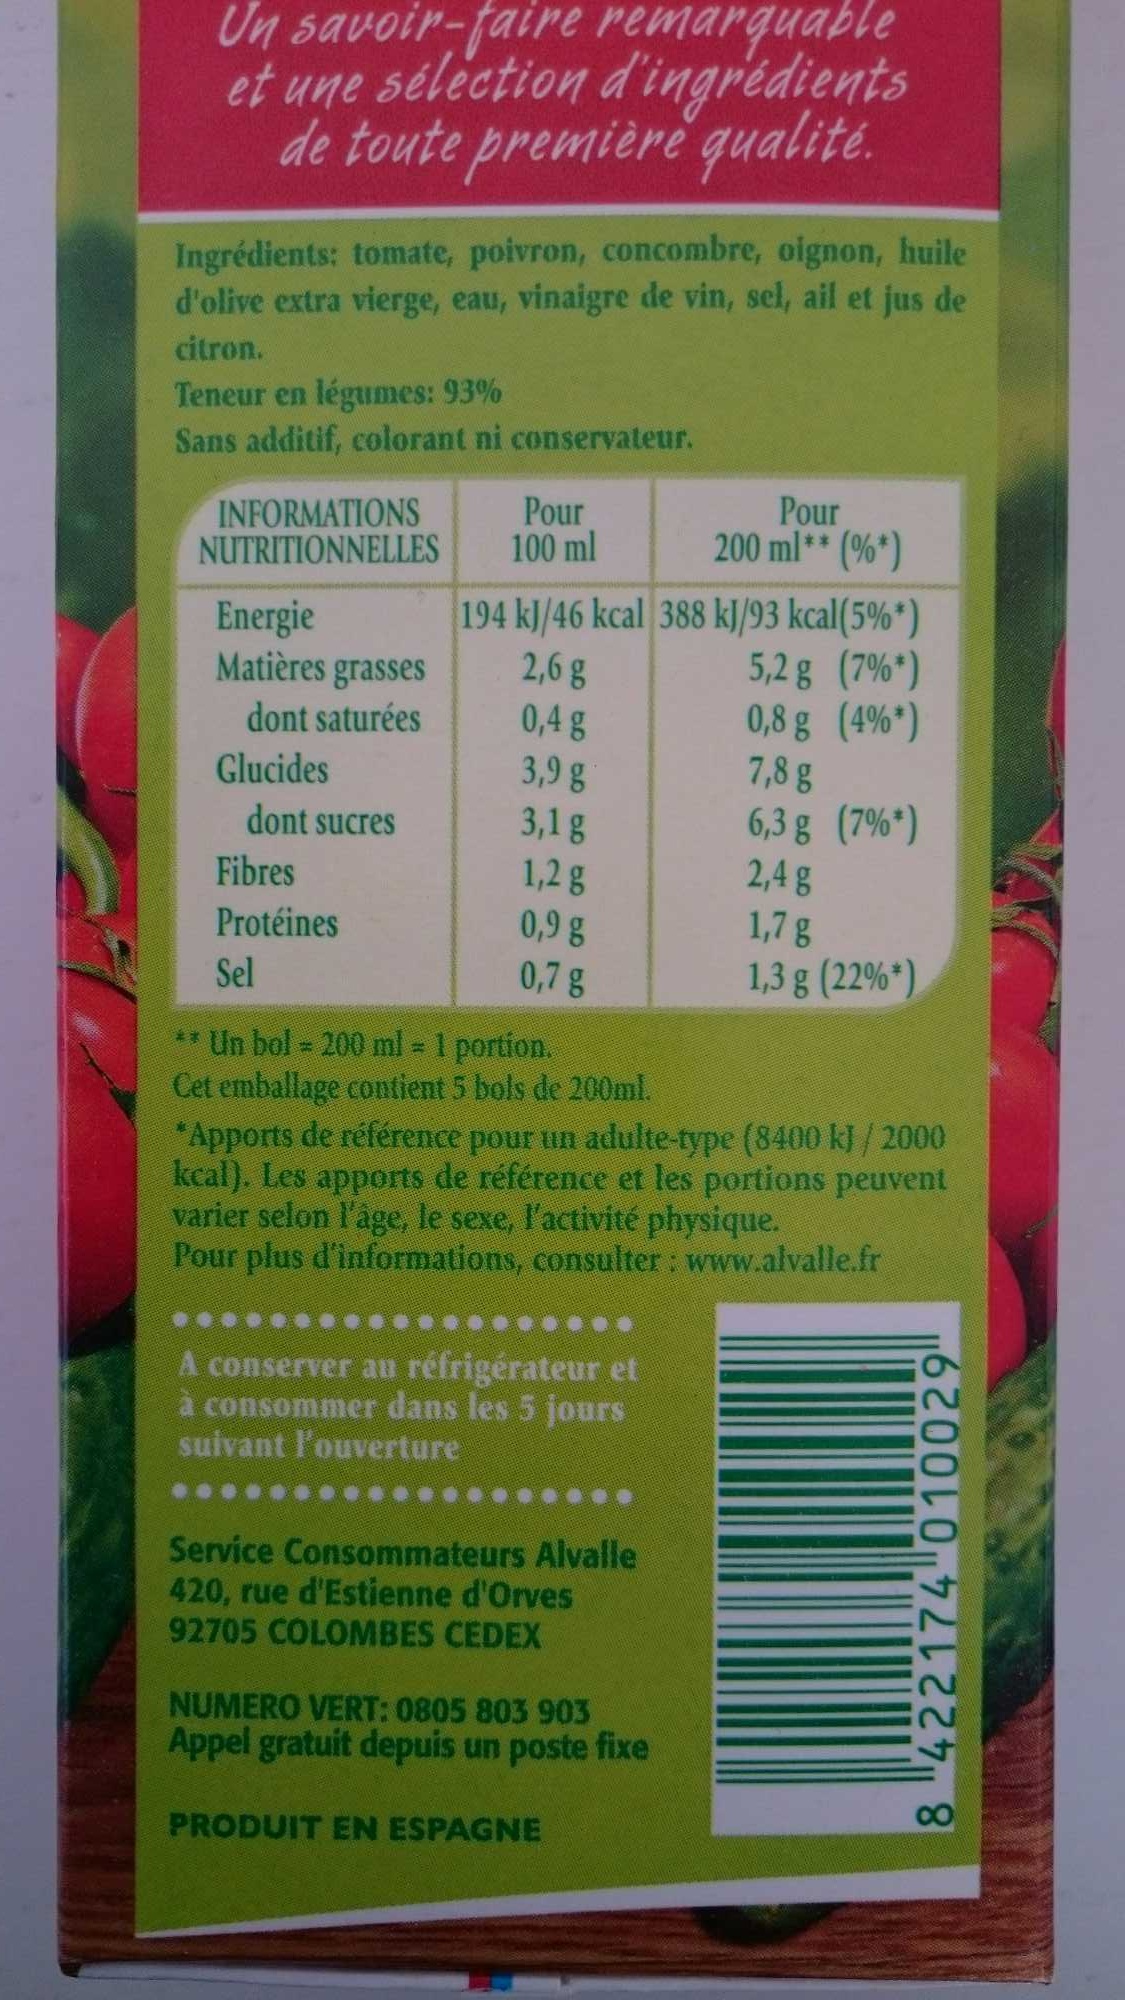 Un savoir-faire remarquable
et une sélection d'ingrédients
de toute première qualité.
Ingrédients: tomate, poivron, concombre, oignon, huile
d'olive extra vierge, eau, vinaigre de vin, sel, ail et jus de
citron.
Teneur en légumes: 93%
Sans additif, colorant ni conservateur.
INFORMATIONS NUTRITIONNELLES Pour 100 ml Pour 200 ml** (%*)
Energie 194 kJ/46 kcal 388 kJ/93 kcal(5%*)
Matières grasses 2,6 g 5,2 g (7%*)
dont saturées 0,4 g 0,8 g (4%*)
Glucides 3,9 g 7,8 g
dont sucres 3,1 g 6,3 g (7%*)
Fibres 1,2 g 2,4 g
Protéines 0,9 g 1,7 g
Sel 0,7 g 1,3 g (22%*)
** Un bol = 200 ml = 1 portion.
Cet emballage contient 5 bols de 200ml.
*Apports de référence pour un adulte-type (8400 kJ / 2000
kcal). Les apports de référence et les portions peuvent
varier selon l'âge, le sexe, l'activité physique.
Pour plus d'informations, consulter : www.alvalle.fr
A conserver au réfrigérateur et
à consommer dans les 5 jours
suivant l'ouverture
Service Consommateurs Alvalle
420, rue d'Estienne d'Orves
92705 COLOMBES CEDEX
NUMERO VERT: 0805 803 903
Appel gratuit depuis un poste fixe
PRODUIT EN ESPAGNE
8 422174 010029